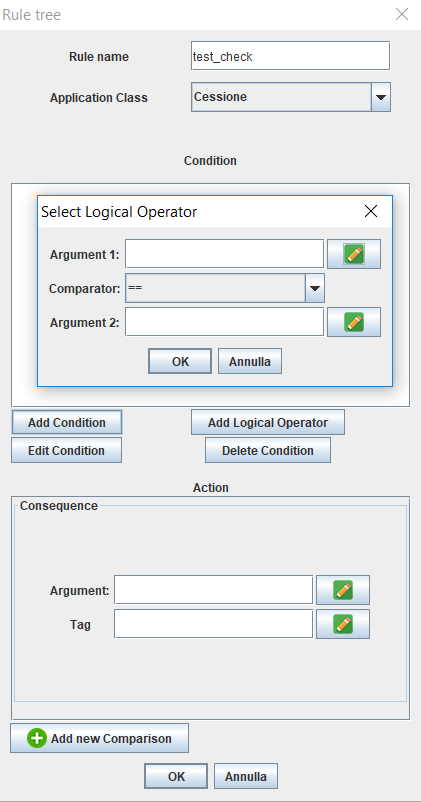 Rule tree
Rule name test_check
Application Class Cessione
Condition
Select Logical Operator
Argument 1:
Comparator: ==
Argument 2:
OK Annulla
Add Condition Add Logical Operator
Edit Condition Delete Condition
Action
Consequence
Argument:
Tag
Add new Comparison
OK Annulla